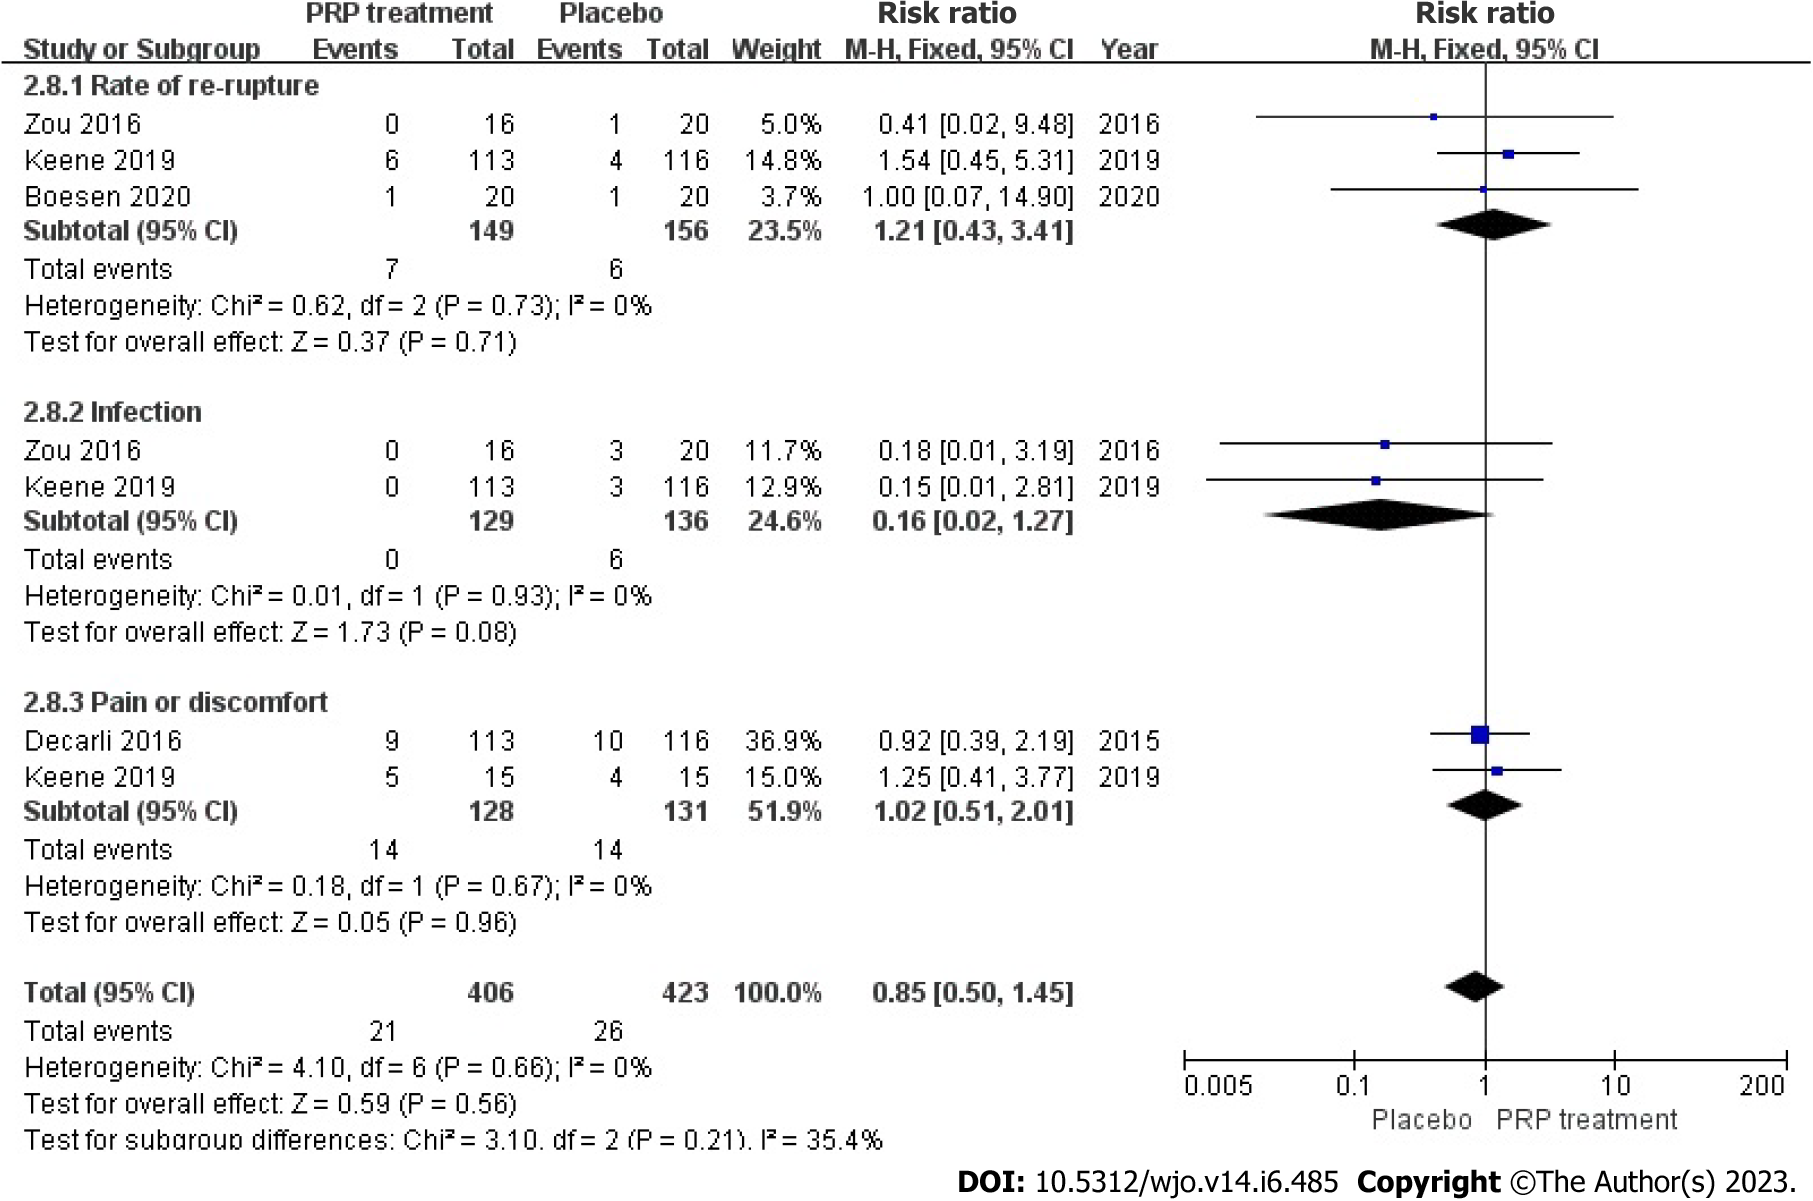 PRP treatment Placebo Risk ratio Risk ratio
Study or Subgroup Events Total Events Total Weight M-H, Fixed, 95% CI Year M-H, Fixed, 95% CI
2.8.1 Rate of re-rupture
Zou 2016 0 16 1 20 5.0% 0.41 [0.02, 9.48] 2016
Keene 2019 6 113 4 116 14.8% 1.54 [0.45, 5.31] 2019
Boesen 2020 1 20 1 20 3.7% 1.00 [0.07, 14.90] 2020
Subtotal (95% CI) 149 156 23.5% 1.21 [0.43, 3.41]
Total events 7 6
Heterogeneity: Chi² = 0.62, df = 2 (P = 0.73); I² = 0%
Test for overall effect: Z = 0.37 (P = 0.71)
2.8.2 Infection
Zou 2016 0 16 3 20 11.7% 0.18 [0.01, 3.19] 2016
Keene 2019 0 113 3 116 12.9% 0.15 [0.01, 2.81] 2019
Subtotal (95% CI) 129 136 24.6% 0.16 [0.02, 1.27]
Total events 0 6
Heterogeneity: Chi² = 0.01, df = 1 (P = 0.93); I² = 0%
Test for overall effect: Z = 1.73 (P = 0.08)
2.8.3 Pain or discomfort
Decarli 2016 9 113 10 116 36.9% 0.92 [0.39, 2.19] 2015
Keene 2019 5 15 4 15 15.0% 1.25 [0.41, 3.77] 2019
Subtotal (95% CI) 128 131 51.9% 1.02 [0.51, 2.01]
Total events 14 14
Heterogeneity: Chi² = 0.18, df = 1 (P = 0.67); I² = 0%
Test for overall effect: Z = 0.05 (P = 0.96)
Total (95% CI) 406 423 100.0% 0.85 [0.50, 1.45]
Total events 21 26
Heterogeneity: Chi² = 4.10, df = 6 (P = 0.66); I² = 0%
Test for overall effect: Z = 0.59 (P = 0.56)
Test for subgroup differences: Chi² = 3.10. df = 2 (P = 0.21). I² = 35.4%
0.005 0.1 1 10 200
Placebo PRP treatment
DOI: 10.5312/wjo.v14.i6.485 Copyright ©The Author(s) 2023.